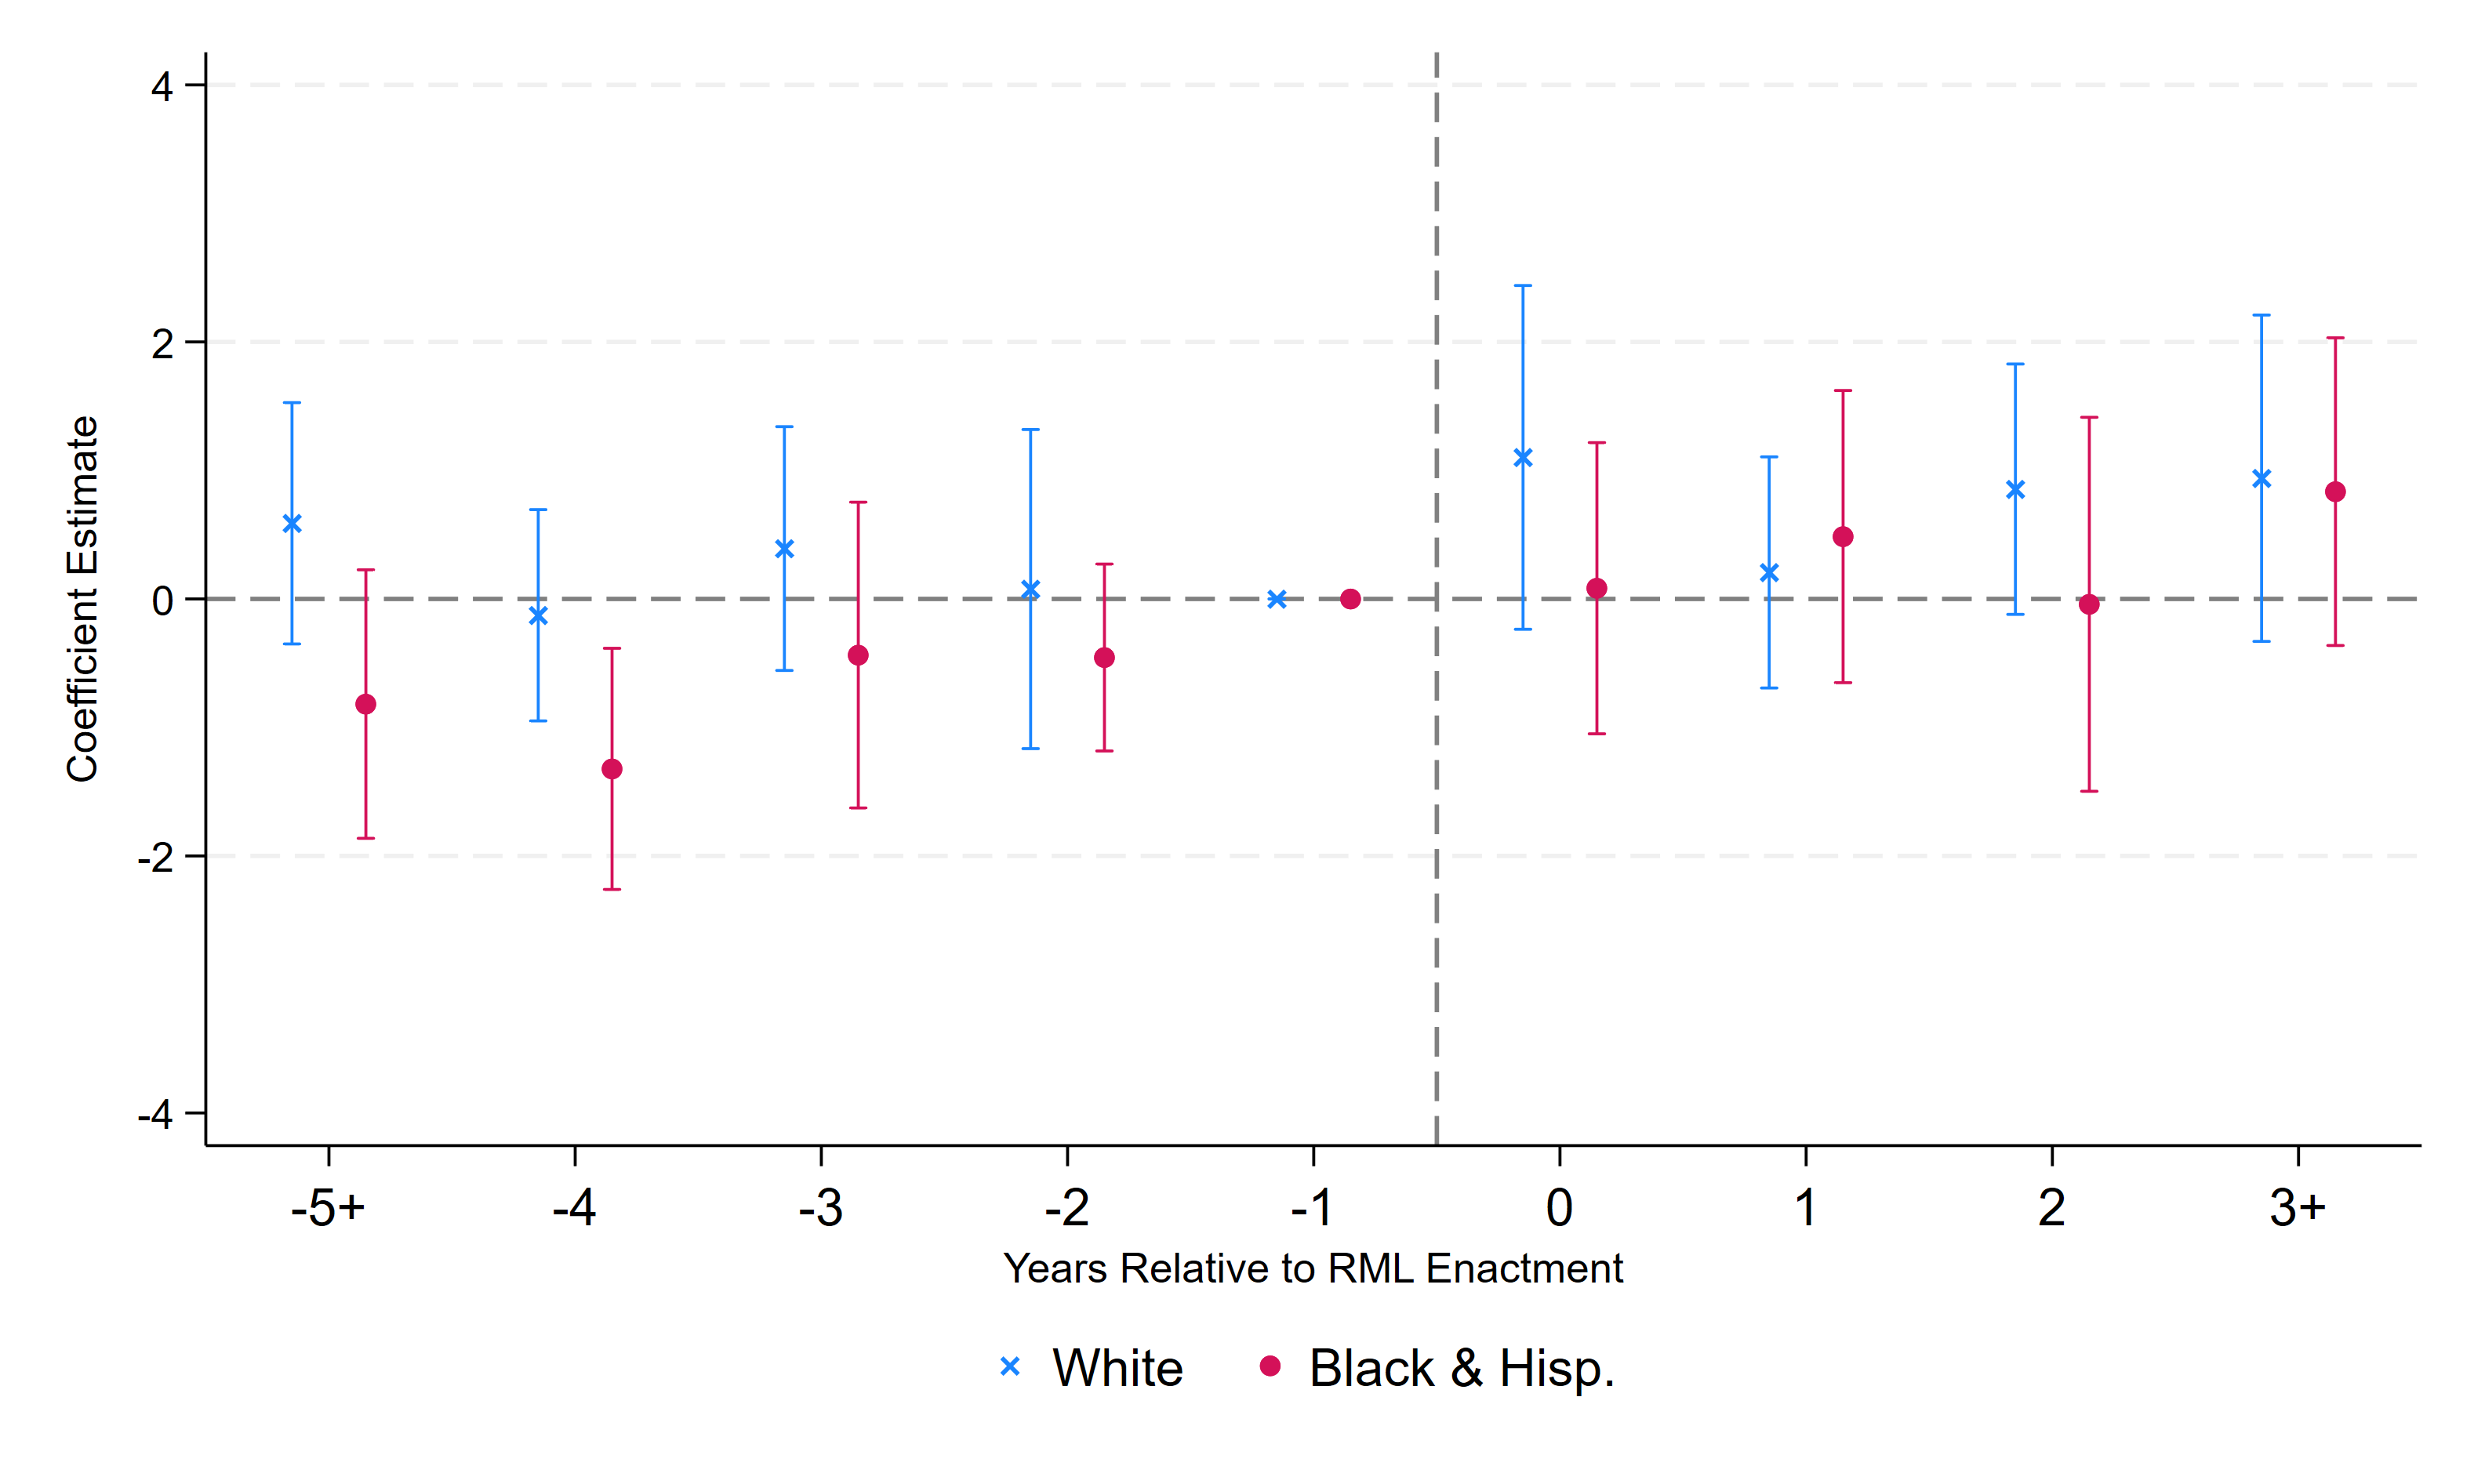 4
2
0
-2
-4
Coefficient Estimate
-5+ -4 -3 -2 -1 0 1 2 3+
Years Relative to RML Enactment
White Black & Hisp.